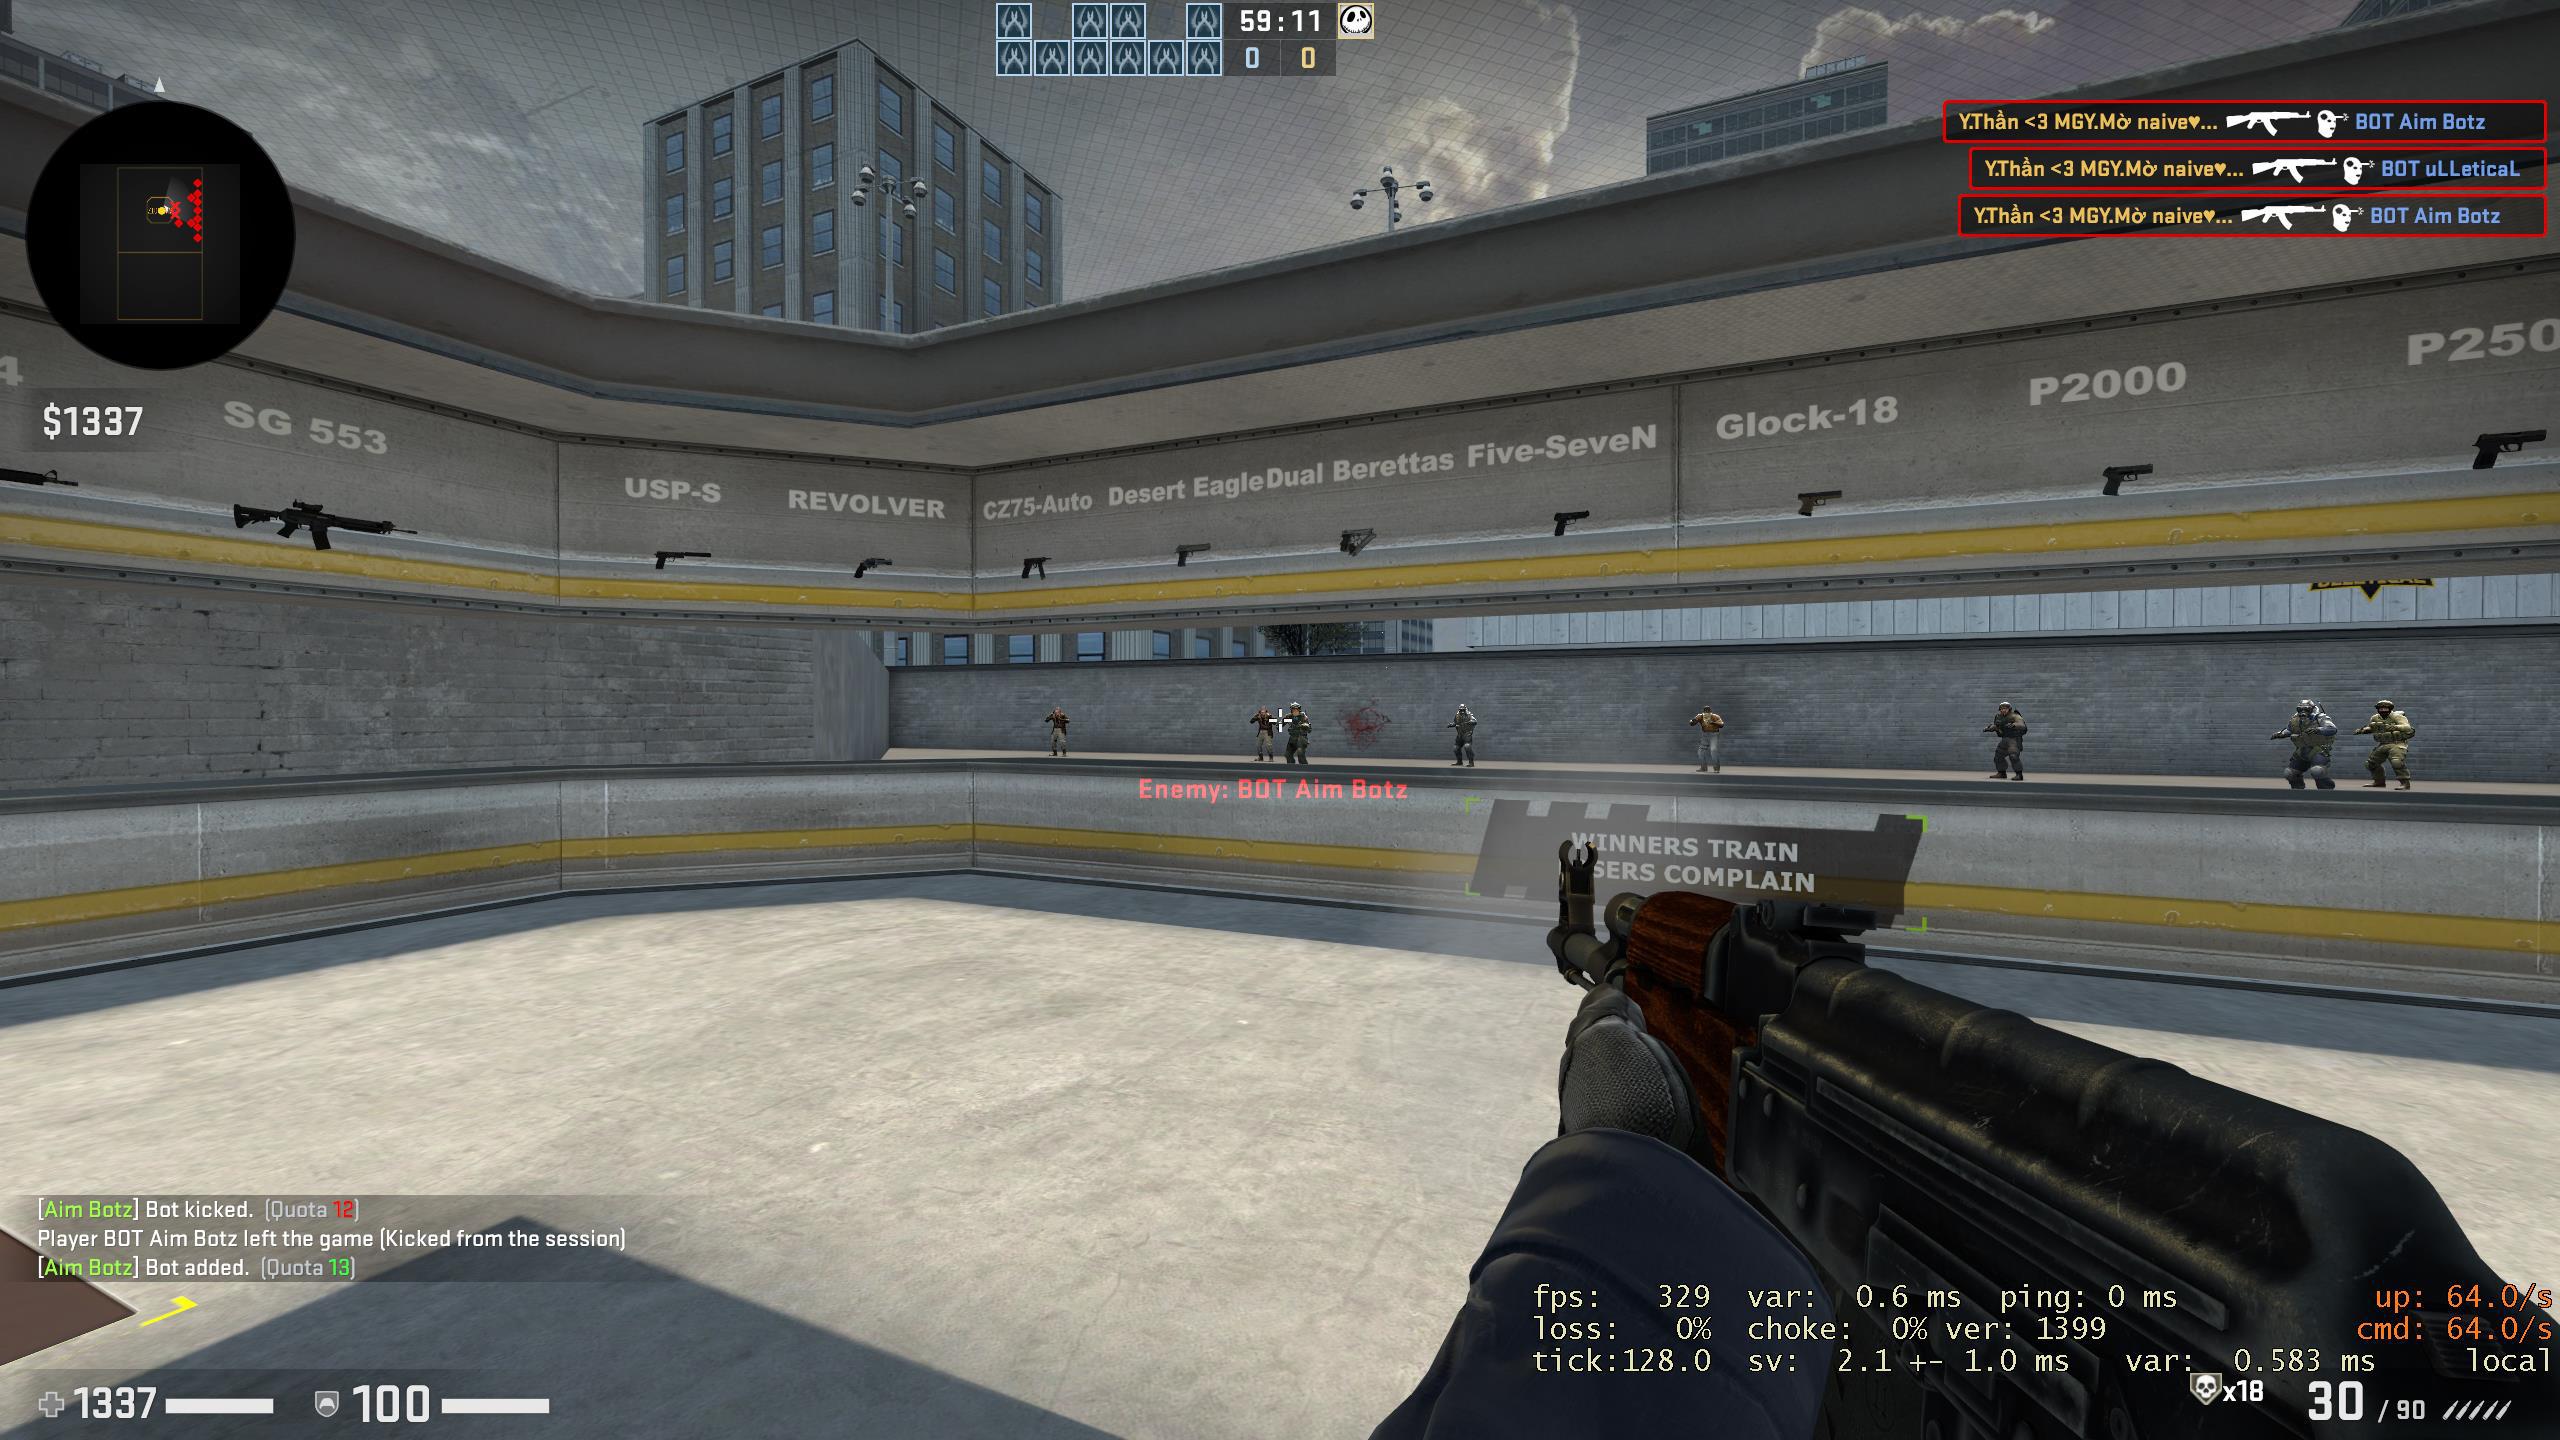 59:11
0 0
Y.Thần <3 MGY.Mờ naive♥... BOT Aim Botz
Y.Thần <3 MGY.Mờ naive♥... BOT uLLeticaL
Y.Thần <3 MGY.Mờ naive♥... BOT Aim Botz
$1337
4
SG 553
USP-S
REVOLVER
CZ75-Auto
Desert Eagle
Dual Berettas
Five-SeveN
Glock-18
P2000
P250
Enemy: BOT Aim Botz
WINNERS TRAIN
SERS COMPLAIN
[Aim Botz] Bot kicked. (Quota 12)
Player BOT Aim Botz left the game (Kicked from the session)
[Aim Botz] Bot added. (Quota 13)
fps: 329 var: 0.6 ms ping: 0 ms up: 64.0/s
loss: 0% choke: 0% ver: 1399 cmd: 64.0/s
tick:128.0 sv: 2.1 +- 1.0 ms var: 0.583 ms local
1337 100 x18 30 / 90